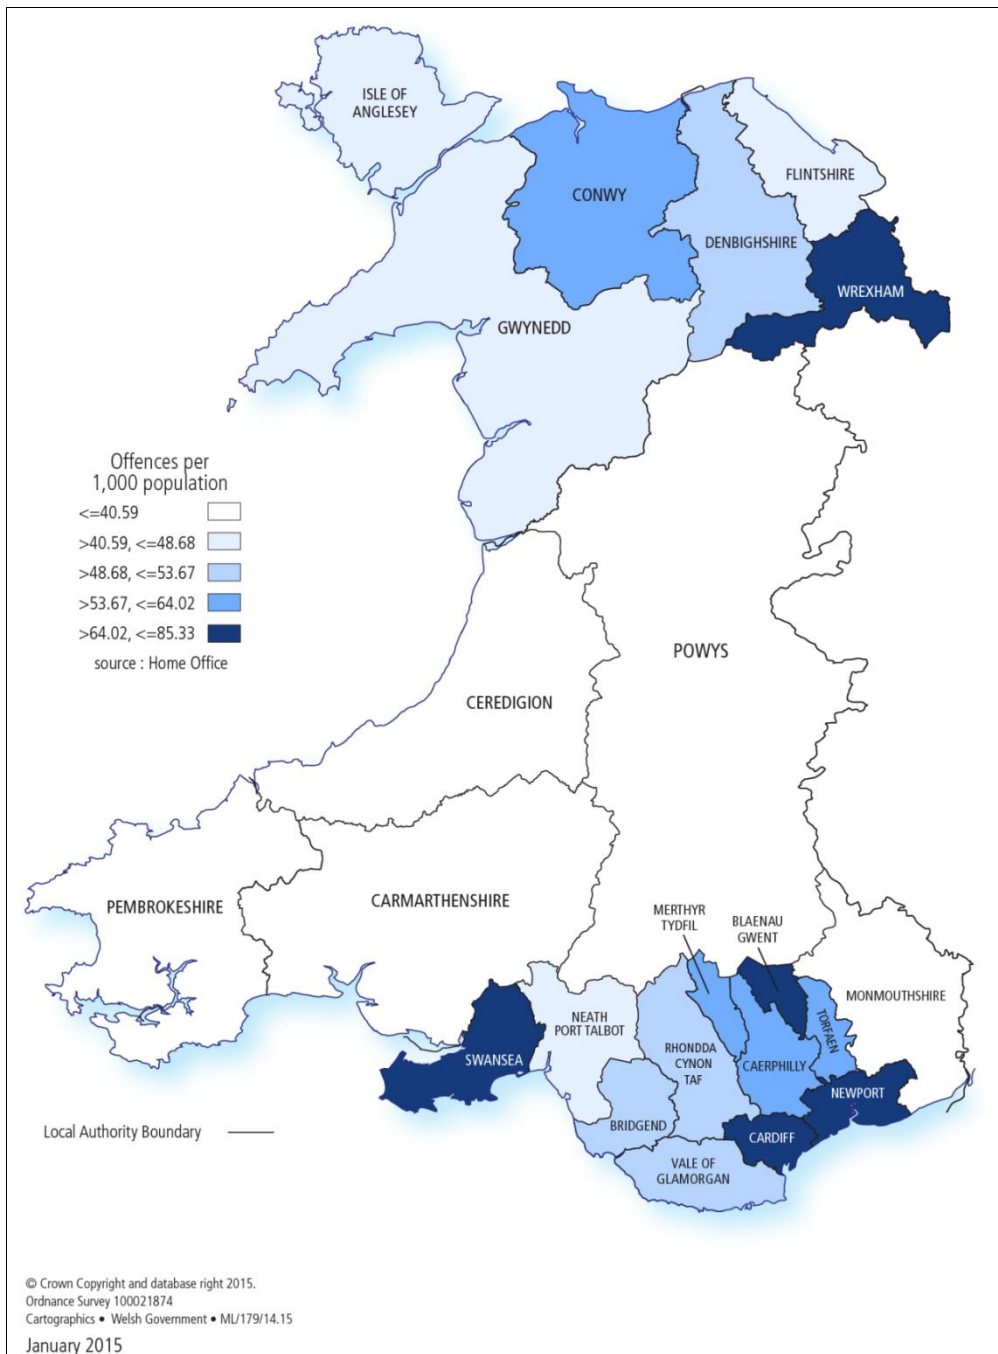 ISLE OF
ANGLESEY
FLINTSHIRE
CONWY
DENBIGHSHIRE
WREXHAM
GWYNEDD
Offences per
1,000 population
<=40.59
>40.59, <=48.68
>48.68, <=53.67
>53.67, <=64.02
>64.02, <=85.33
source : Home Office
POWYS
CEREDIGION
CARMARTHENSHIRE
PEMBROKESHIRE
MERTHYR
TYDFIL
BLAENAU
GWENT
MONMOUTHSHIRE
NEATH
PORT TALBOT
TORFAEN
RHONDDA
CYNON
TAF
SWANSEA
CAERPHILLY
NEWPORT
BRIDGEND
CARDIFF
Local Authority Boundary
VALE OF
GLAMORGAN
© Crown Copyright and database right 2015.
Ordnance Survey 100021874
Cartographics • Welsh Government • ML/179/14.15
January 2015